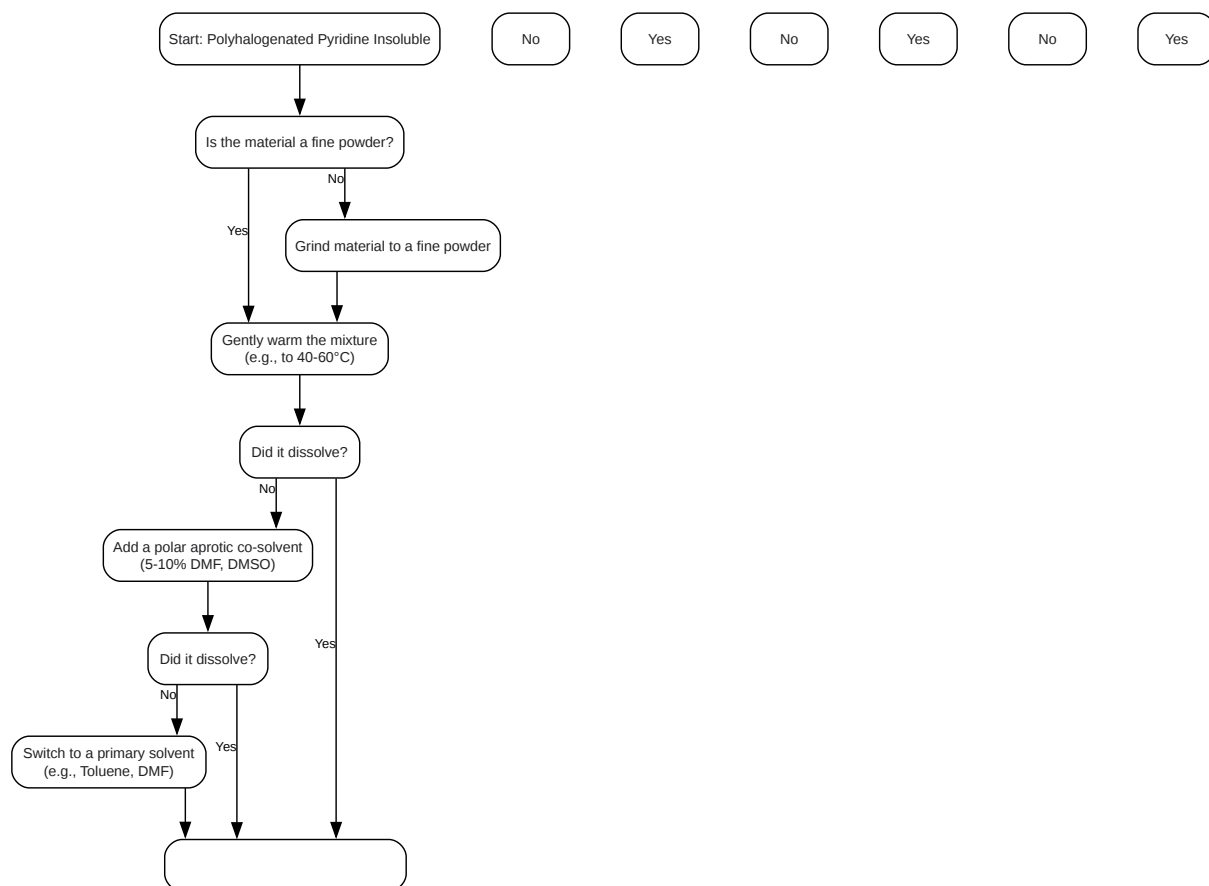 Start: Polyhalogenated Pyridine Insoluble
No
Yes
No
Yes
No
Yes
Is the material a fine powder?
No
Yes
Grind material to a fine powder
Gently warm the mixture
(e.g., to 40-60°C)
Did it dissolve?
No
Add a polar aprotic co-solvent
(5-10% DMF, DMSO)
Yes
Did it dissolve?
No
Yes
Switch to a primary solvent
(e.g., Toluene, DMF)